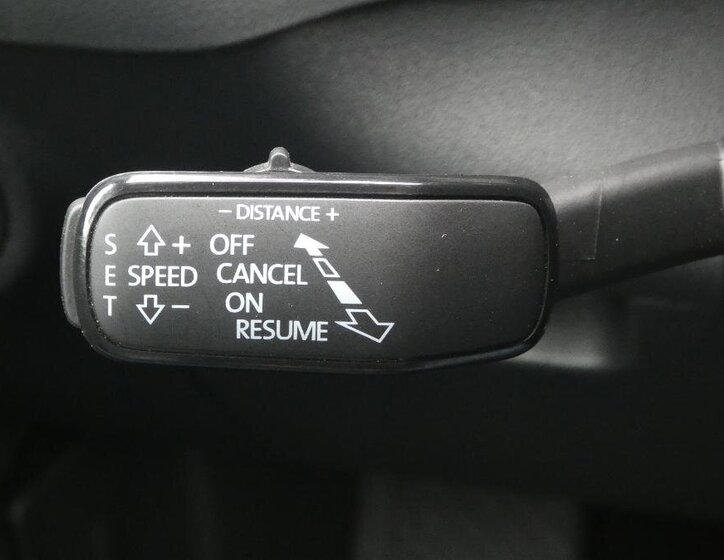 − DISTANCE +
S + OFF
E SPEED CANCEL
T − ON
RESUME